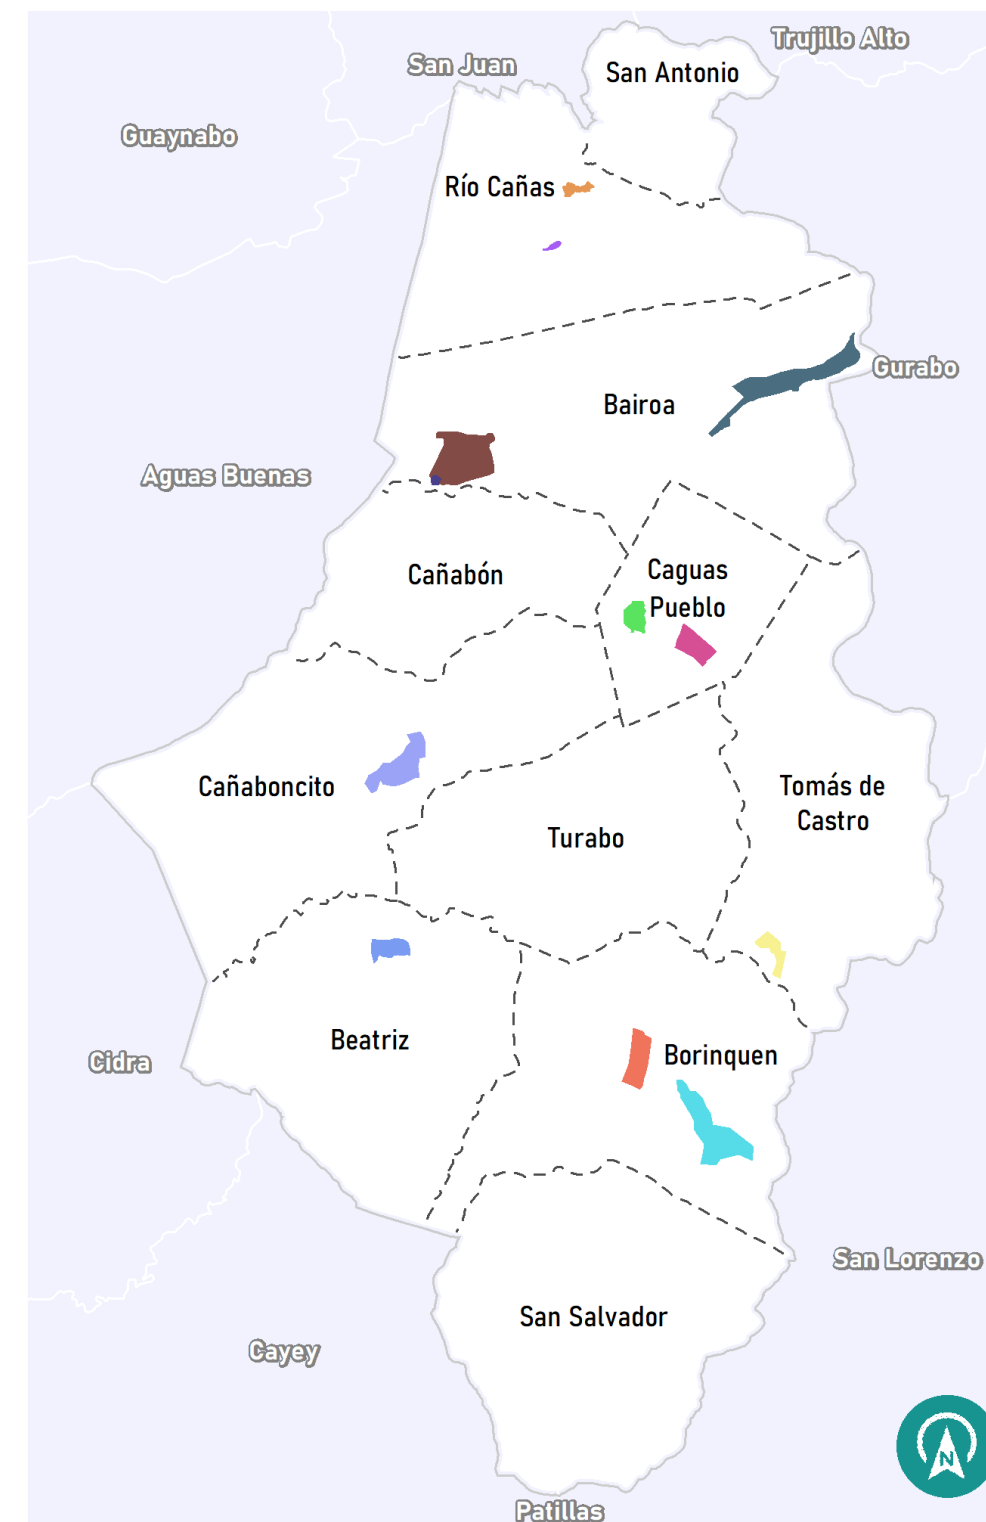 Trujillo Alto
San Juan
San Antonio
Guaynabo
Río Cañas
Gurabo
Bairoa
Aguas Buenas
Cañabón
Caguas
Pueblo
Cañaboncito
Tomás de
Castro
Turabo
Beatriz
Borinquen
Cidra
San Lorenzo
San Salvador
Cayey
N
Patillas